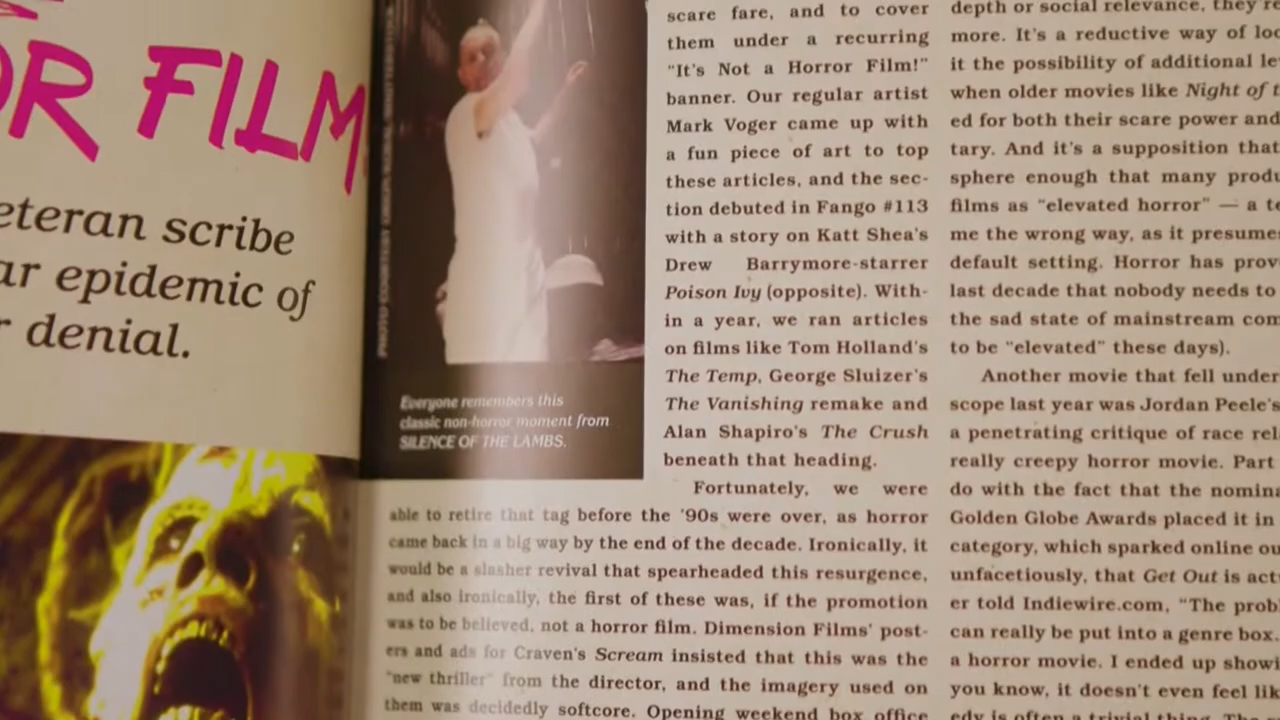 OR FILM
eteran scribe
ar epidemic of
r denial.
Everyone remembers this
classic non-horror moment from
SILENCE OF THE LAMBS.
scare fare, and to cover
them under a recurring
“It’s Not a Horror Film!”
banner. Our regular artist
Mark Voger came up with
a fun piece of art to top
these articles, and the sec-
tion debuted in Fango #113
with a story on Katt Shea’s
Drew Barrymore-starrer
Poison Ivy (opposite). With-
in a year, we ran articles
on films like Tom Holland’s
The Temp, George Sluizer’s
The Vanishing remake and
Alan Shapiro’s The Crush
beneath that heading.
Fortunately, we were
able to retire that tag before the ’90s were over, as horror
came back in a big way by the end of the decade. Ironically, it
would be a slasher revival that spearheaded this resurgence,
and also ironically, the first of these was, if the promotion
was to be believed, not a horror film. Dimension Films’ post-
ers and ads for Craven’s Scream insisted that this was the
“new thriller” from the director, and the imagery used on
them was decidedly softcore. Opening weekend box office
depth or social relevance, they’re
more. It’s a reductive way of loo
it the possibility of additional le
when older movies like Night of t
ed for both their scare power and
tary. And it’s a supposition that
sphere enough that many produ
films as “elevated horror” — a te
me the wrong way, as it presumes
default setting. Horror has prov
last decade that nobody needs to
the sad state of mainstream com
to be “elevated” these days).
Another movie that fell under
scope last year was Jordan Peele’s
a penetrating critique of race rel
really creepy horror movie. Part
do with the fact that the nomina
Golden Globe Awards placed it in
category, which sparked online ou
unfacetiously, that Get Out is act
er told Indiewire.com, “The prob
can really be put into a genre box.
a horror movie. I ended up showi
you know, it doesn’t even feel lik
edy is often a trivial thing. The